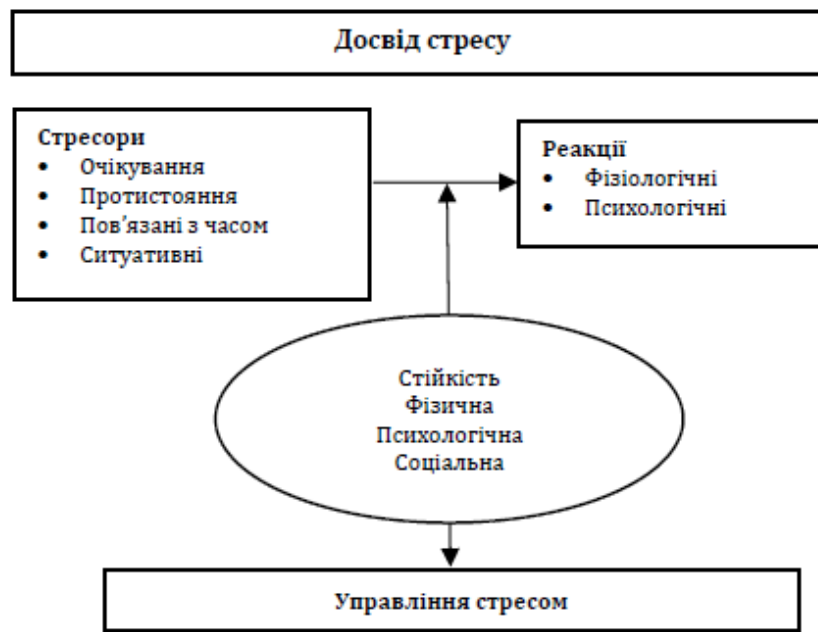 Досвід стресу
Стресори
• Очікування
• Протистояння
• Пов’язані з часом
• Ситуативні
Реакції
• Фізіологічні
• Психологічні
Стійкість
Фізична
Психологічна
Соціальна
Управління стресом